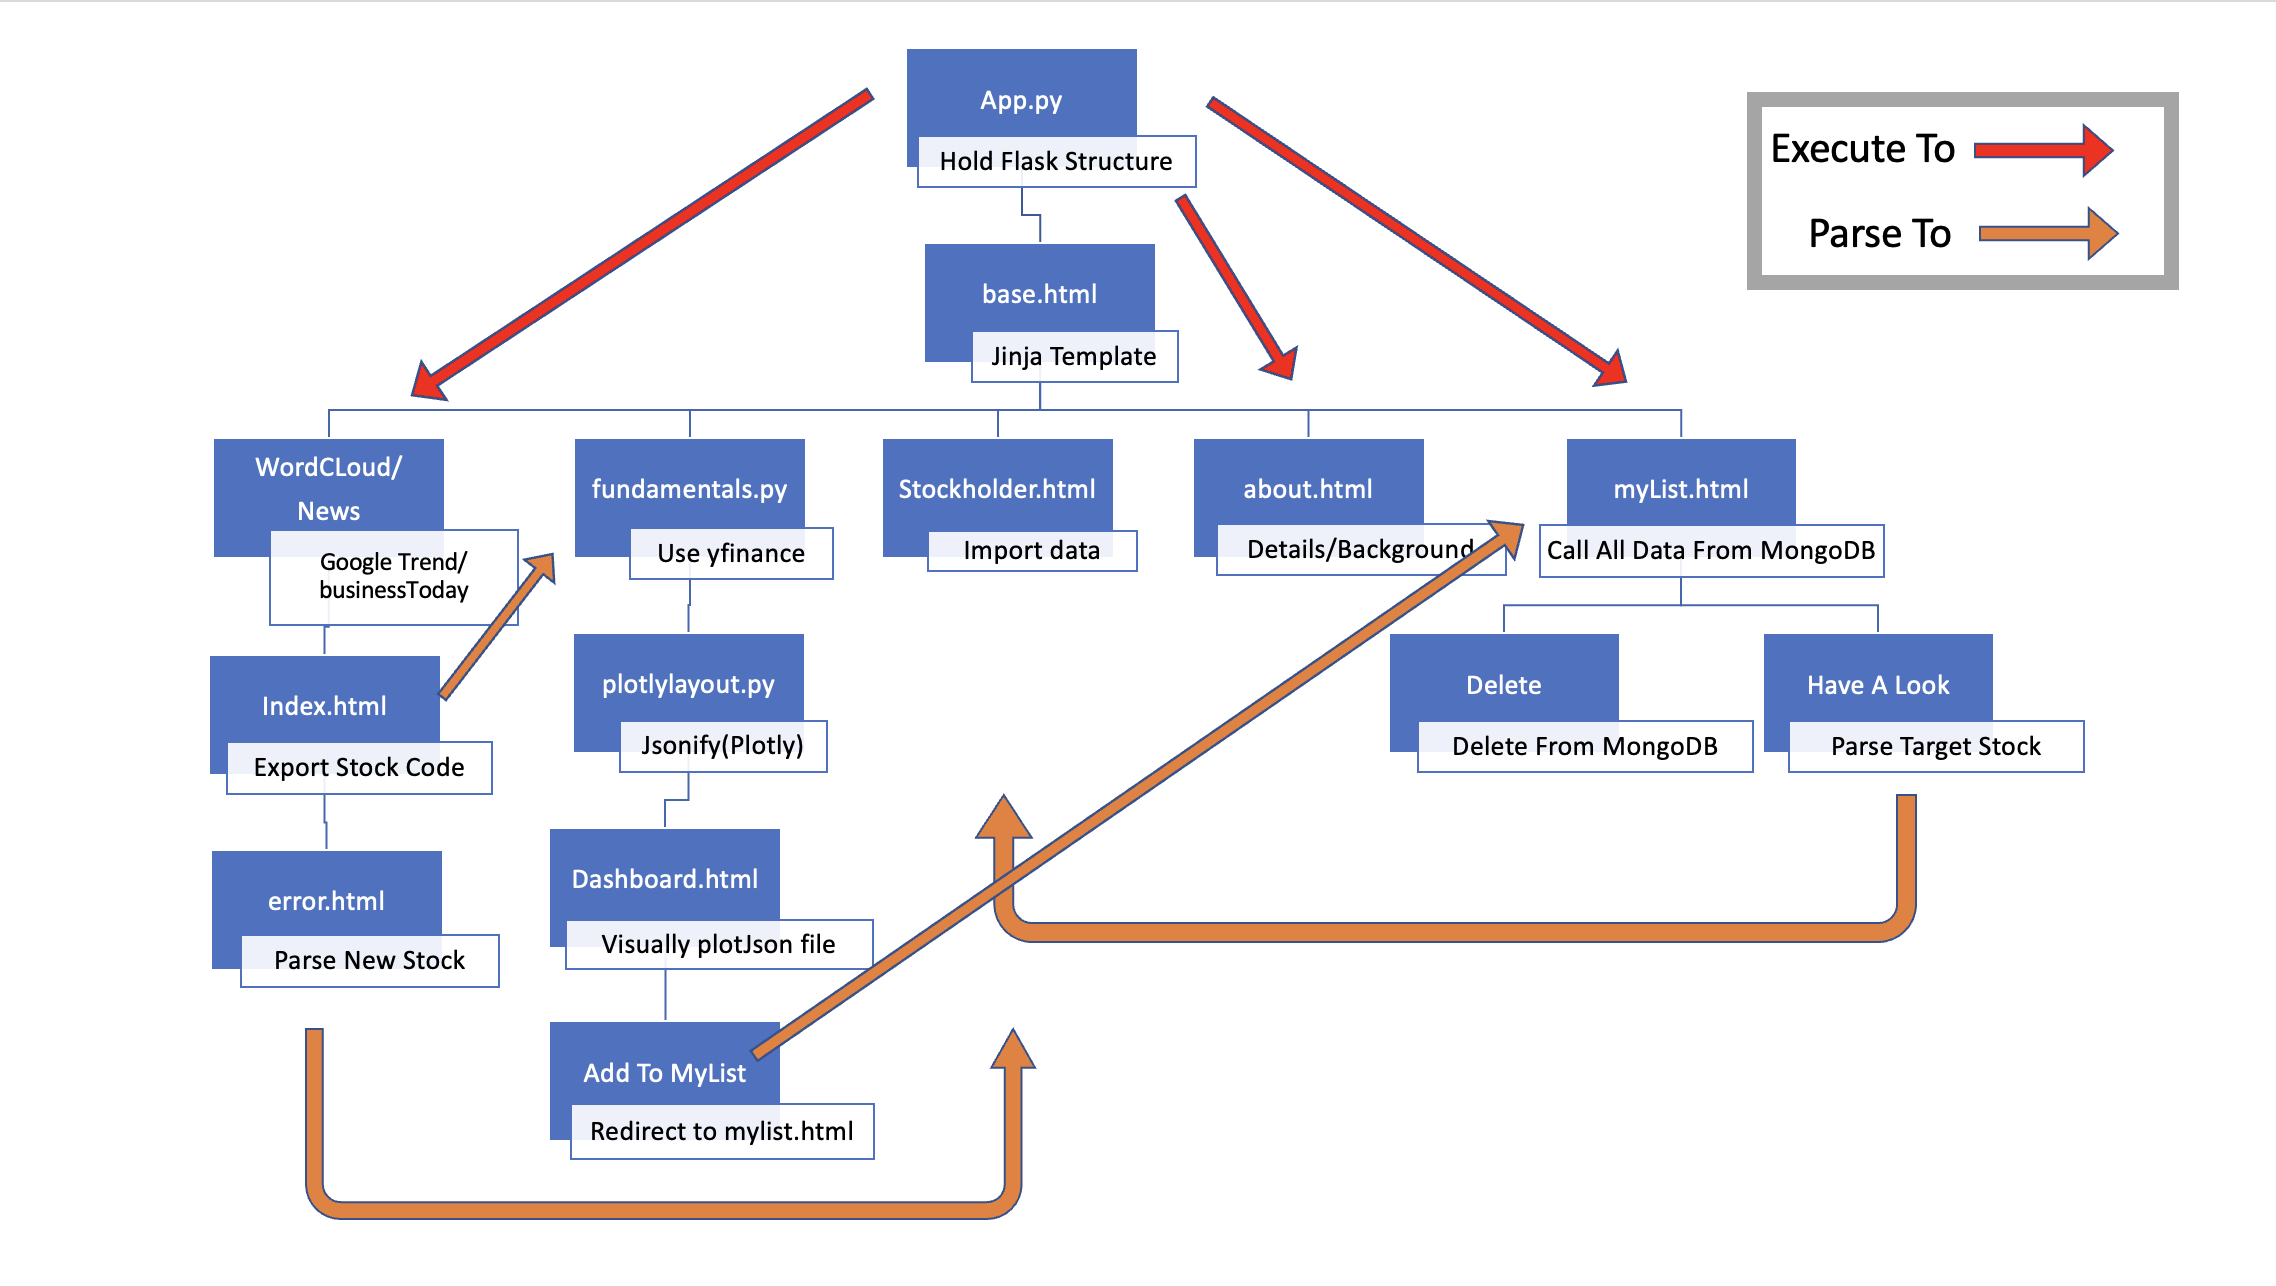 App.py
Hold Flask Structure
Execute To
Parse To
base.html
Jinja Template
WordCLoud/
News
Google Trend/
businessToday
fundamentals.py
Use yfinance
Stockholder.html
Import data
about.html
Details/Background
myList.html
Call All Data From MongoDB
Index.html
Export Stock Code
plotlylayout.py
Jsonify(Plotly)
Delete
Delete From MongoDB
Have A Look
Parse Target Stock
error.html
Parse New Stock
Dashboard.html
Visually plotJson file
Add To MyList
Redirect to mylist.html